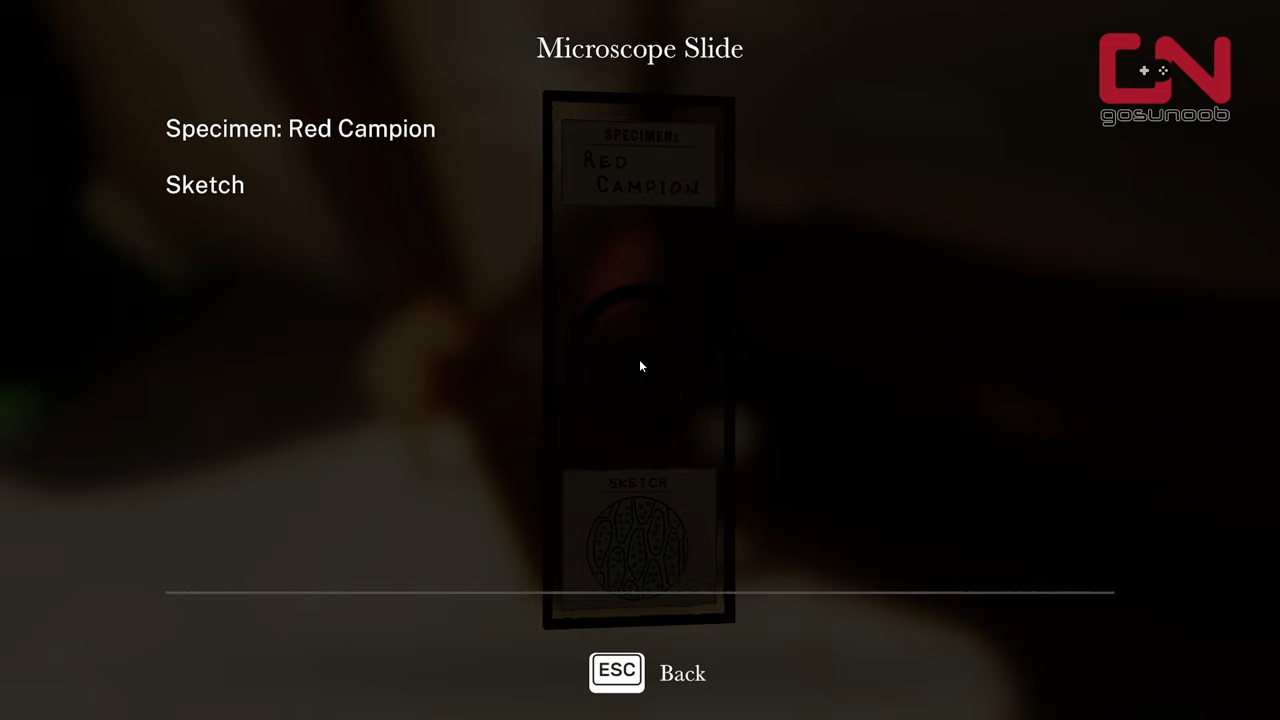 Microscope Slide
gosunoob
Specimen: Red Campion
Sketch
SPECIMEN:
RED
CAMPION
SKETCH
ESC Back